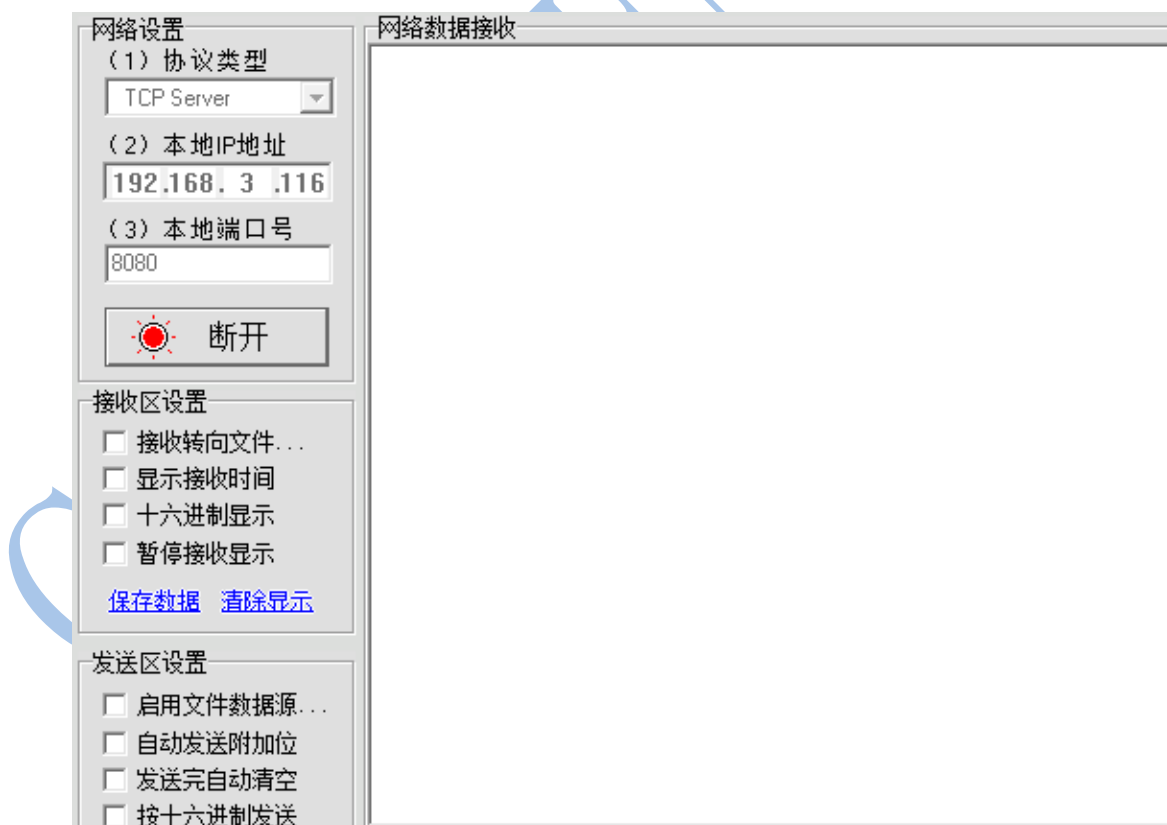 网络设置
（1）协议类型
TCP Server
（2）本地IP地址
192.168. 3 .116
（3）本地端口号
8080
断开
接收区设置
接收转向文件...
显示接收时间
十六进制显示
暂停接收显示
保存数据 清除显示
发送区设置
启用文件数据源...
自动发送附加位
发送完自动清空
按十六进制发送
网络数据接收